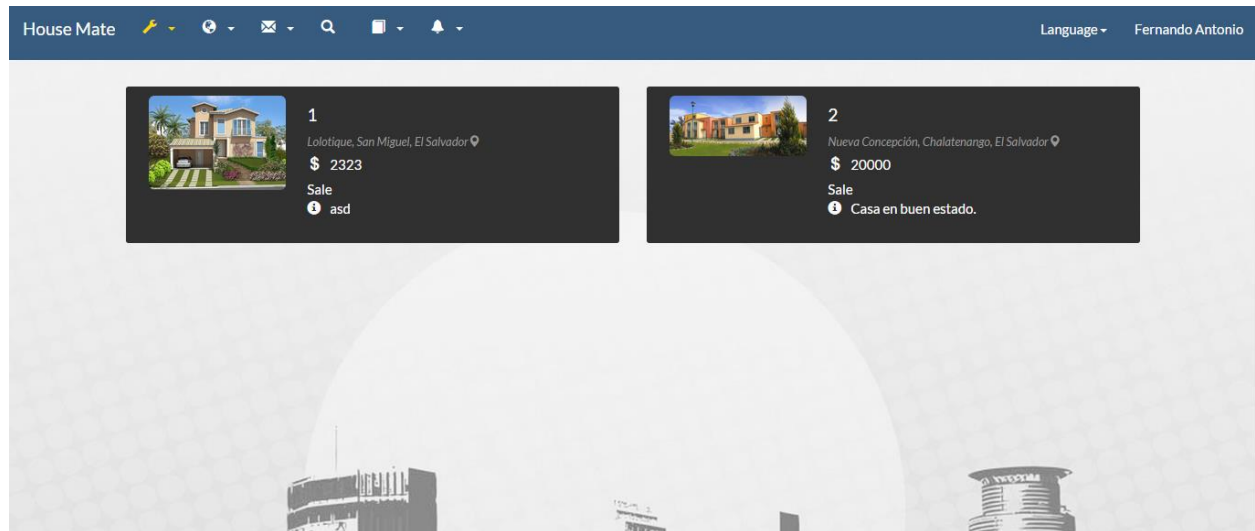 House Mate
Language
Fernando Antonio
1
Lolotique, San Miguel, El Salvador
$ 2323
Sale
asd
2
Nueva Concepción, Chalatenango, El Salvador
$ 20000
Sale
Casa en buen estado.